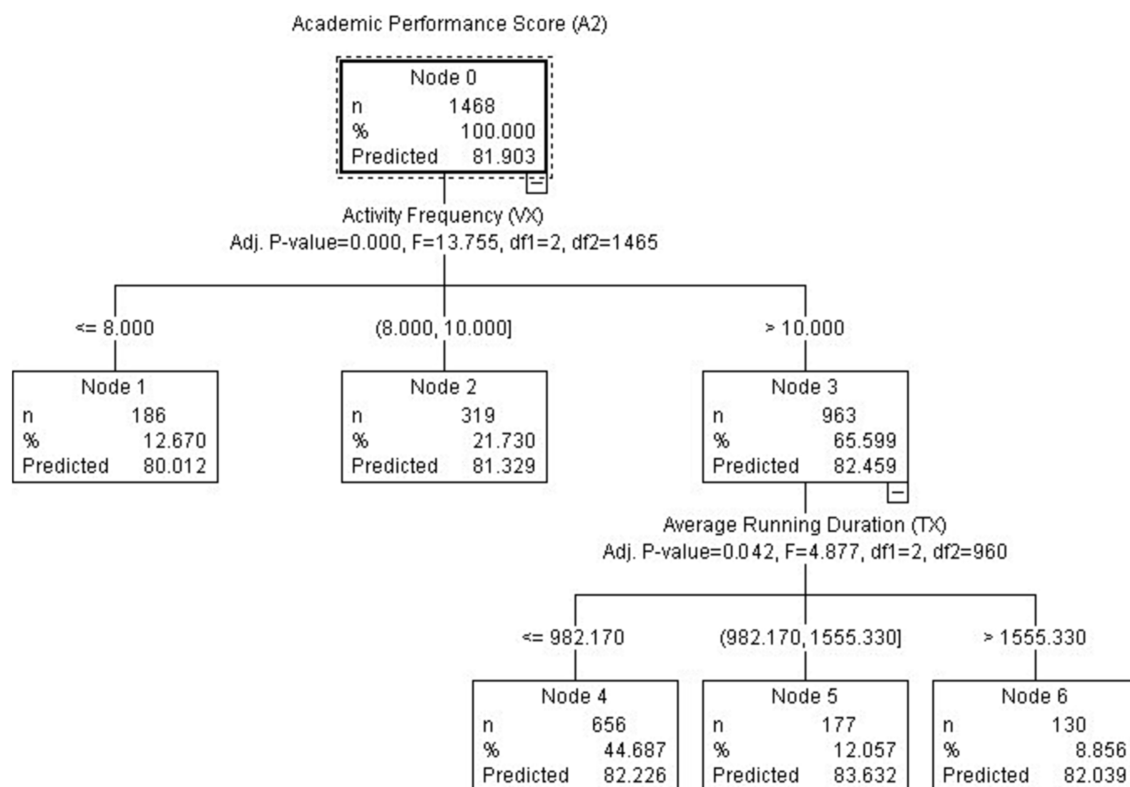 Academic Performance Score (A2)
Node 0
n 1468
% 100.000
Predicted 81.903
Activity Frequency (VX)
Adj. P-value=0.000, F=13.755, df1=2, df2=1465
<= 8.000
(8.000, 10.000]
> 10.000
Node 1
n 186
% 12.670
Predicted 80.012
Node 2
n 319
% 21.730
Predicted 81.329
Node 3
n 963
% 65.599
Predicted 82.459
Average Running Duration (TX)
Adj. P-value=0.042, F=4.877, df1=2, df2=960
<= 982.170
(982.170, 1555.330]
> 1555.330
Node 4
n 656
% 44.687
Predicted 82.226
Node 5
n 177
% 12.057
Predicted 83.632
Node 6
n 130
% 8.856
Predicted 82.039